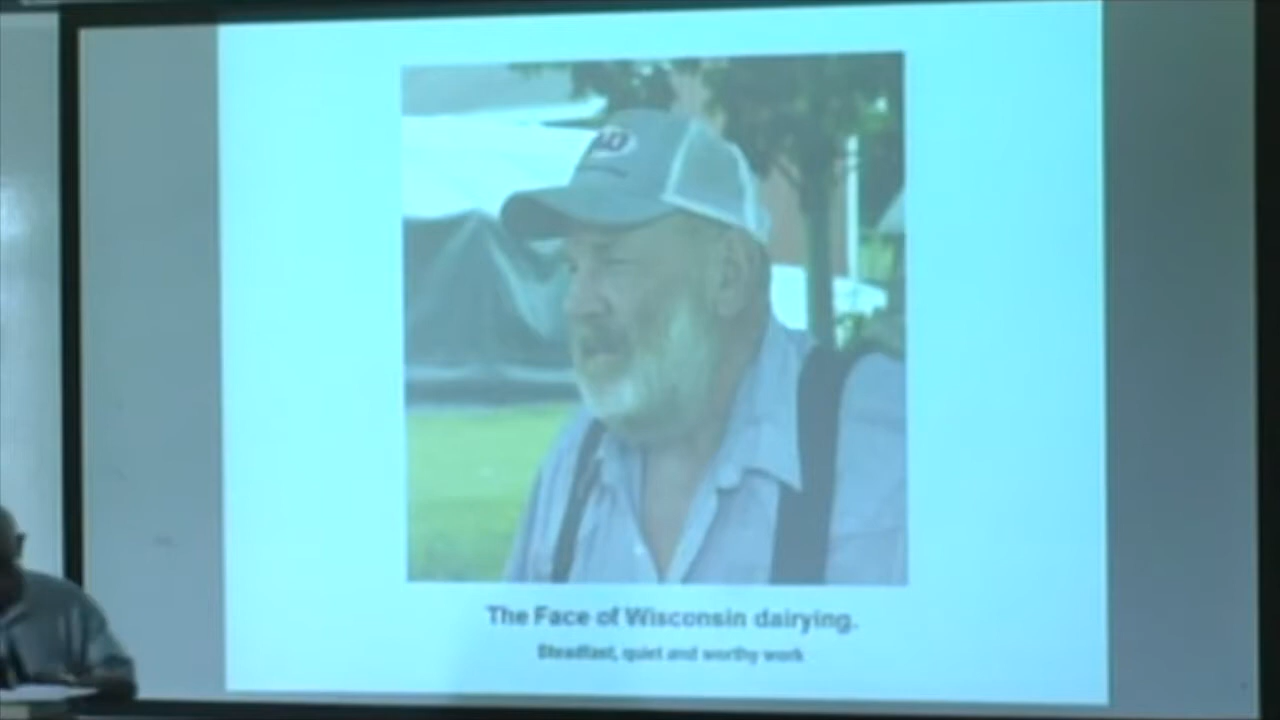 The Face of Wisconsin dairying.
Steadfast, quiet and worthy work